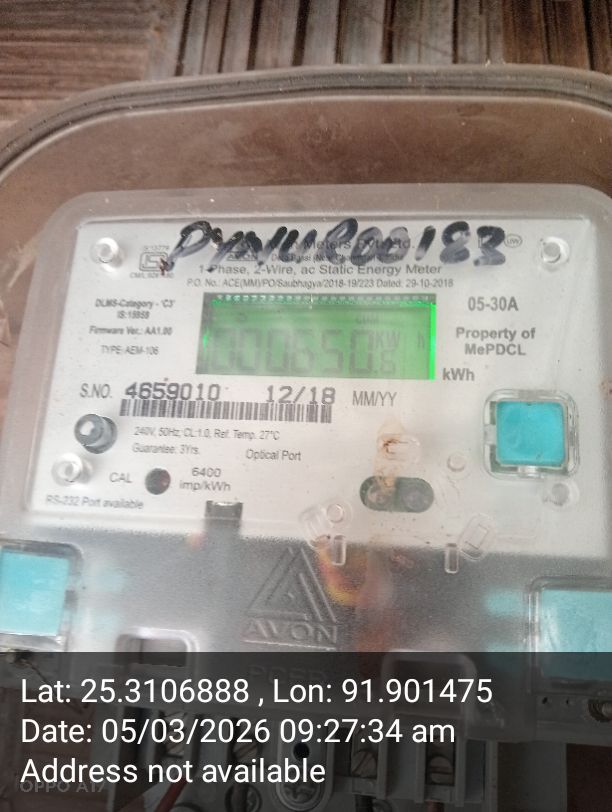 IS 13779
Meters Pvt. Ltd.
AVON
1-Phase, 2-Wire, ac Static Energy Meter
P.O. No.: ACE(MM)/PO/Saubhagya/2018-19/223 Dated: 29-10-2018
DLMS-Category - 'C3'
IS:15959
Firmware Ver.: AA1.00
TYPE: AEM-106
05-30A
Property of
MePDCL
kWh
S.NO. 4659010 12/18 MM/YY
240V, 50Hz, CL:1.0, Ref. Temp. 27°C
Guarantee: 3Yrs.
Optical Port
CAL
6400
imp/kWh
RS-232 Port available
AVON
Lat: 25.3106888 , Lon: 91.901475
Date: 05/03/2026 09:27:34 am
Address not available
OPPO A17